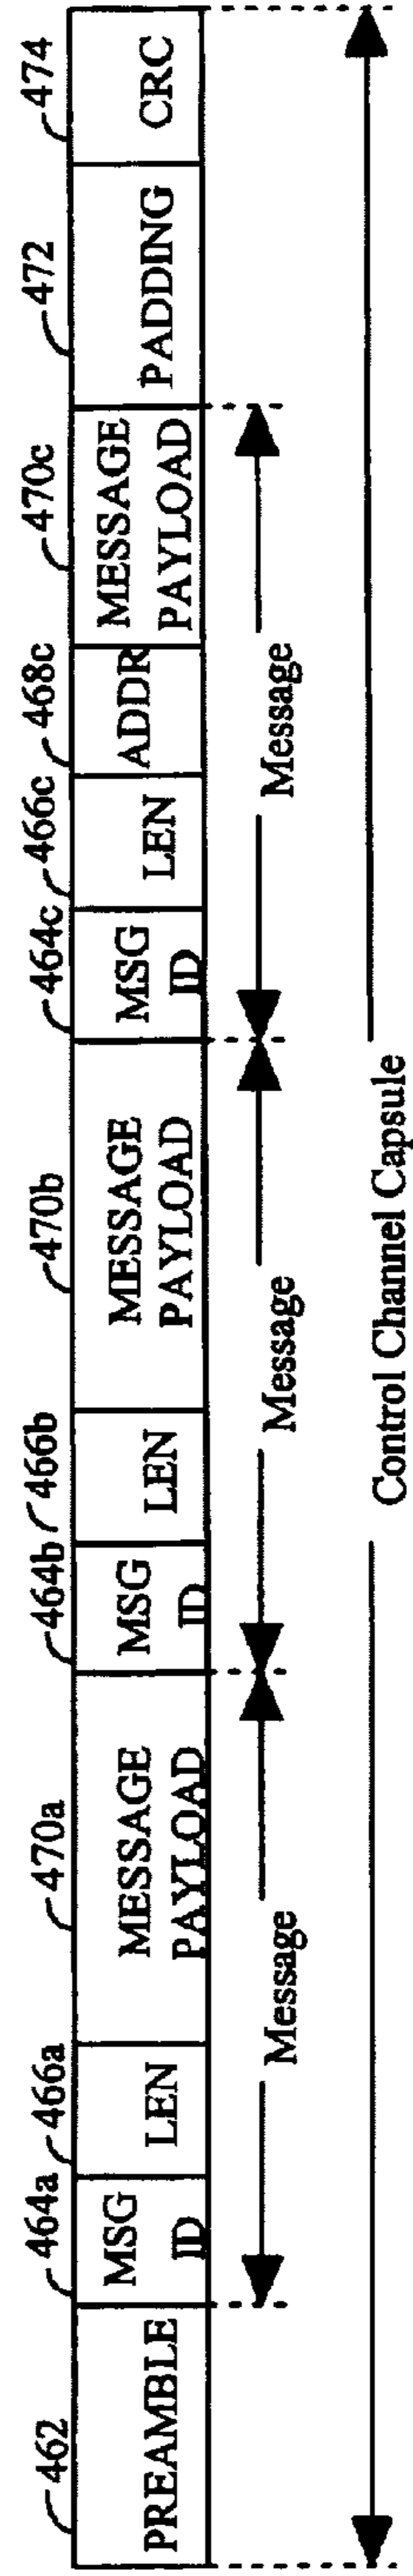 462
464a
466a
470a
464b
466b
470b
464c
466c
468c
470c
472
474
PREAMBLE
MSG
ID
LEN
MESSAGE
PAYLOAD
MSG
ID
LEN
MESSAGE
PAYLOAD
MSG
ID
LEN
ADDR
MESSAGE
PAYLOAD
PADDING
CRC
Message
Message
Message
Control Channel Capsule